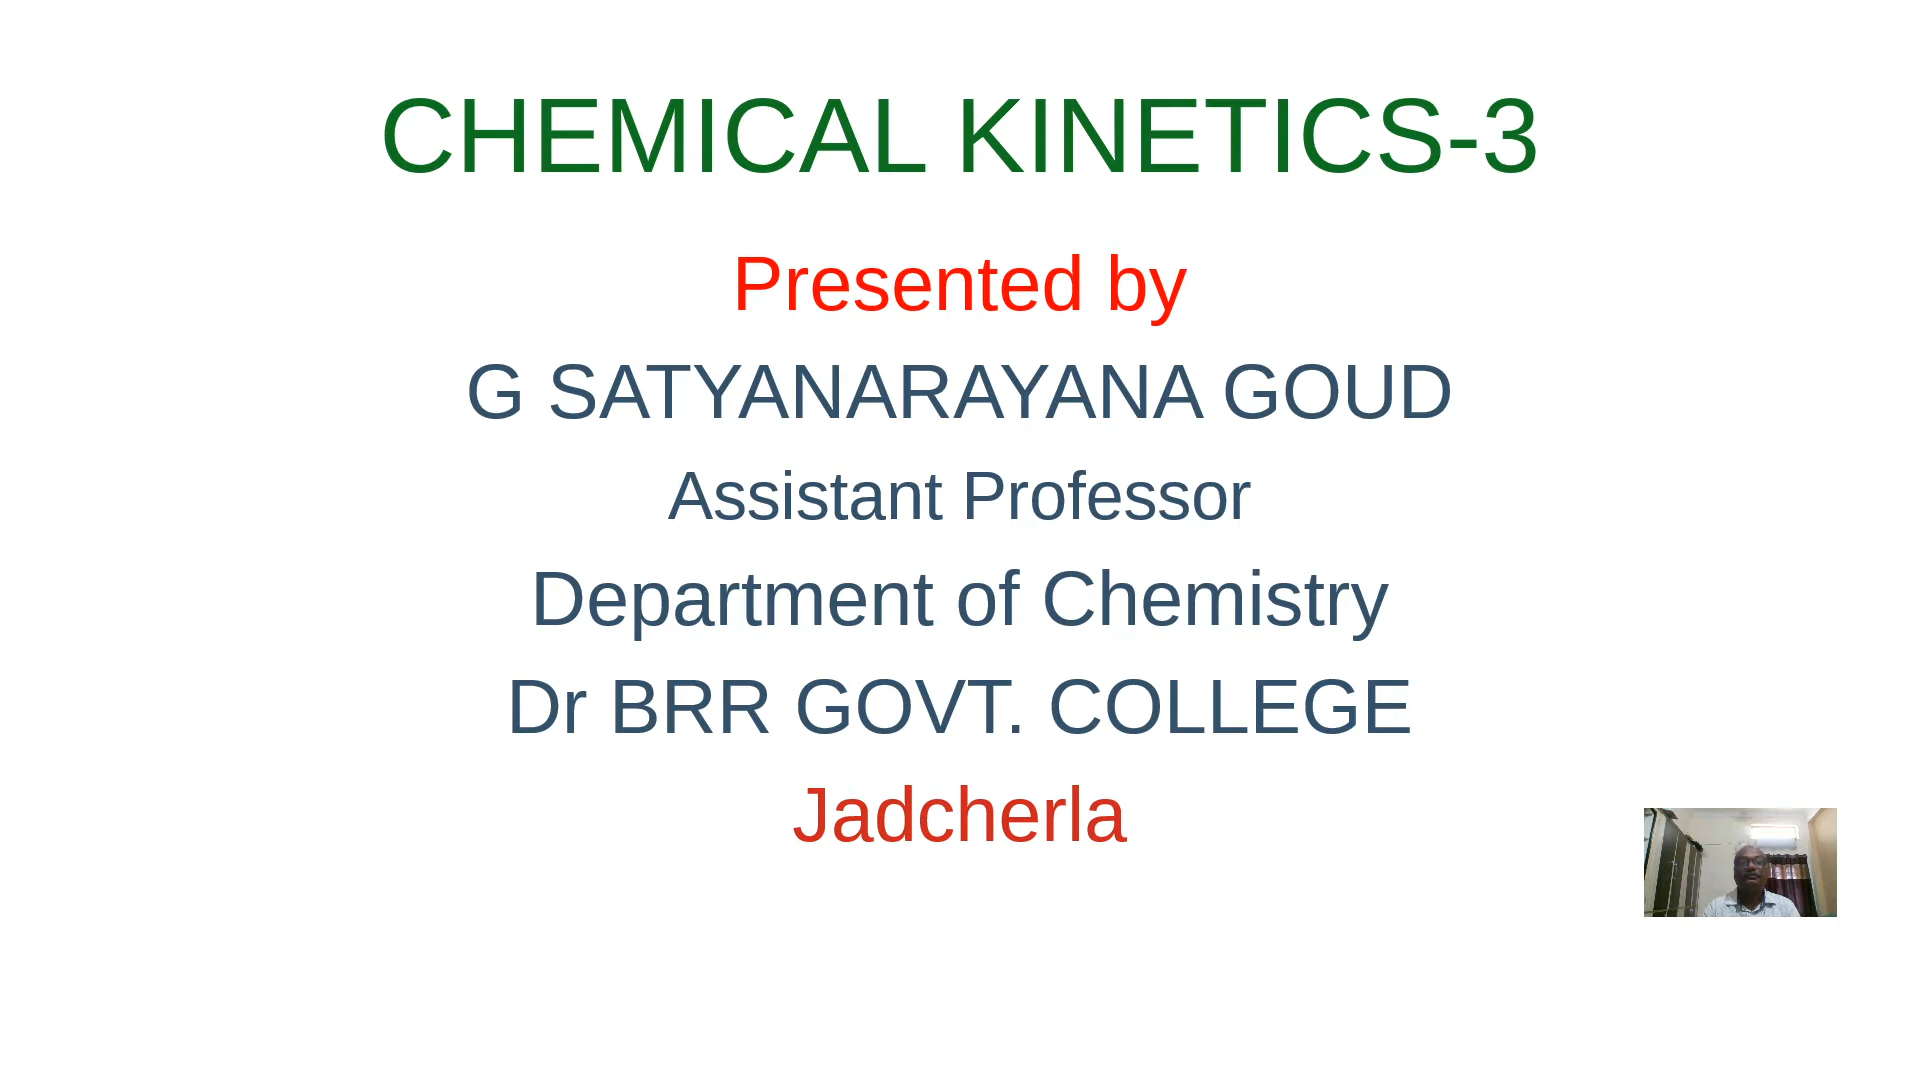 CHEMICAL KINETICS-3
Presented by
G SATYANARAYANA GOUD
Assistant Professor
Department of Chemistry
Dr BRR GOVT. COLLEGE
Jadcherla